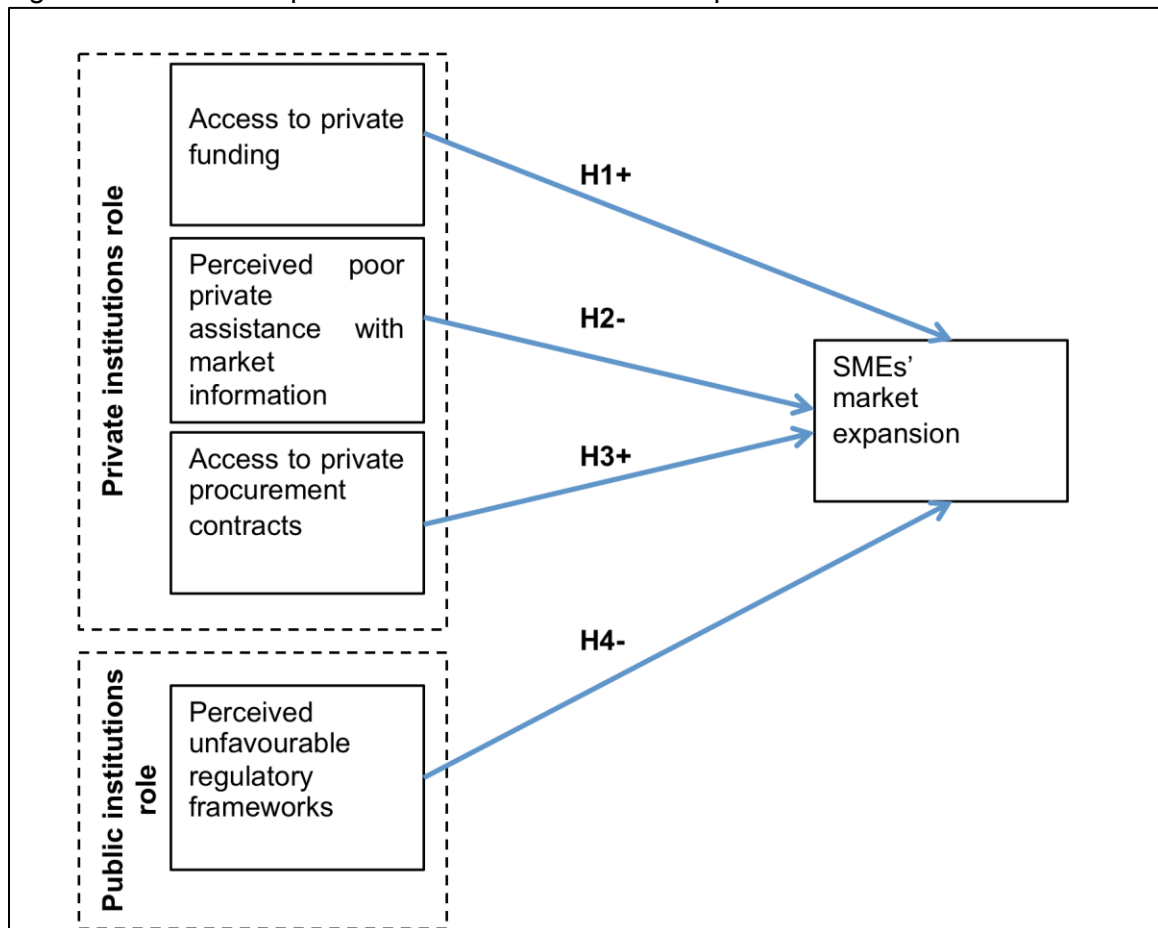 Private institutions role
Access to private
funding
Perceived poor
private
assistance with
market
information
Access to private
procurement
contracts
H1+
H2-
H3+
H4-
SMEs’
market
expansion
Public institutions
role
Perceived
unfavourable
regulatory
frameworks